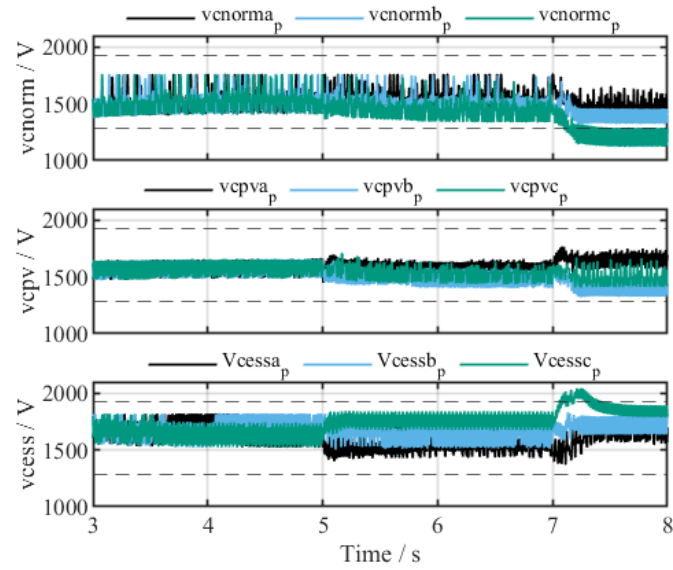 vcnorma_p vcnormb_p vcnormc_p
2000
1500
1000
vcnorm / V
vcpva_p vcpvb_p vcpvc_p
2000
1500
1000
vcpv / V
Vcessa_p Vcessb_p Vcessc_p
2000
1500
1000
vcess / V
3 4 5 6 7 8
Time / s